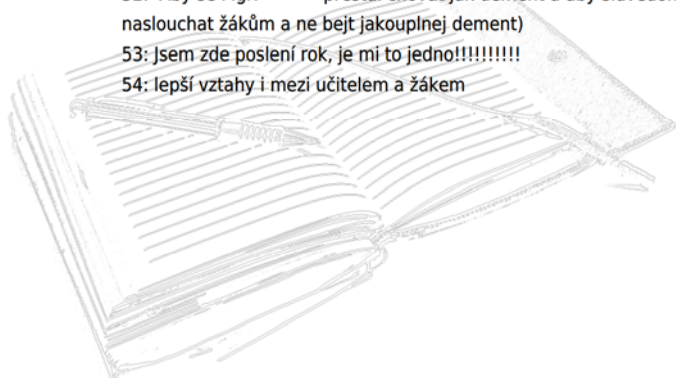 naslouchat žákům a ne bejt jakouplnej dement)
53: Jsem zde poslení rok, je mi to jedno!!!!!!!!!!
54: lepší vztahy i mezi učitelem a žákem